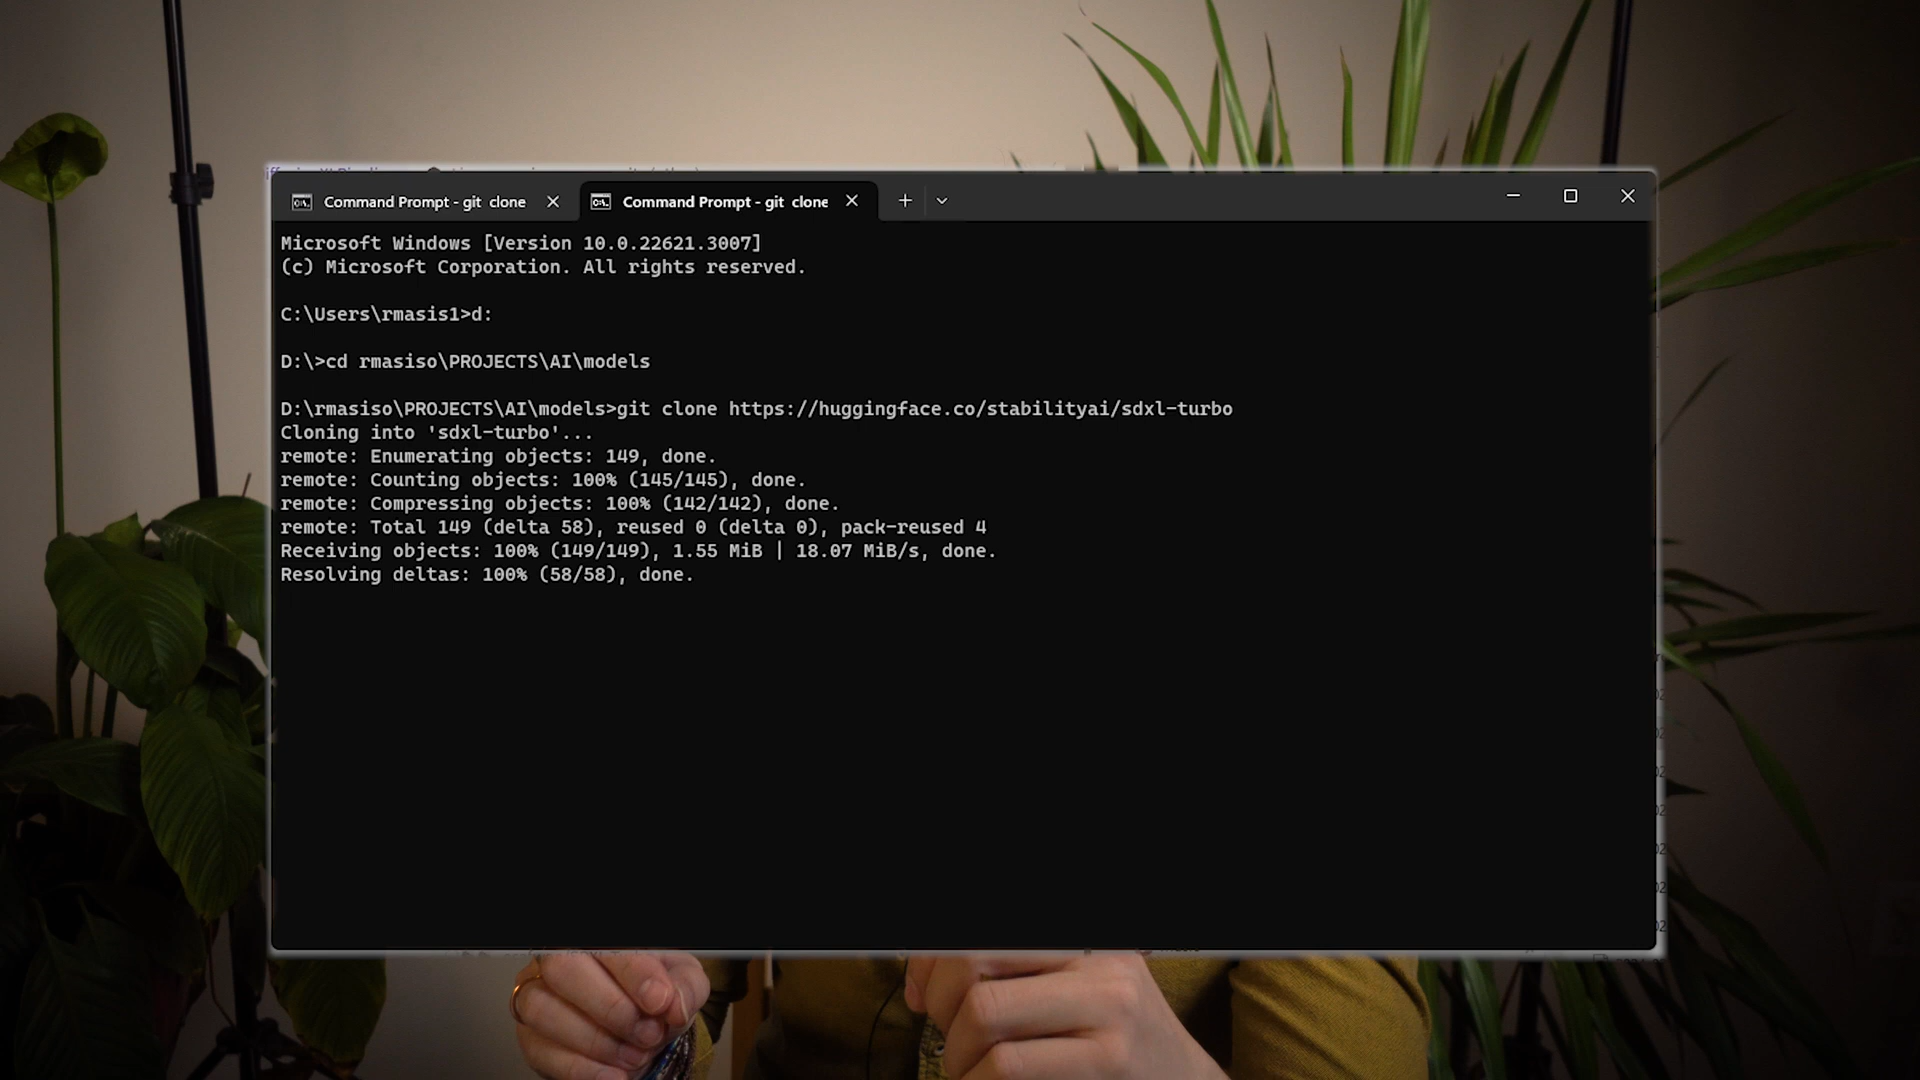 Command Prompt - git clone
Command Prompt - git clone
Microsoft Windows [Version 10.0.22621.3007]
(c) Microsoft Corporation. All rights reserved.
C:\Users\rmasis1>d:
D:\>cd rmasiso\PROJECTS\AI\models
D:\rmasiso\PROJECTS\AI\models>git clone https://huggingface.co/stabilityai/sdxl-turbo
Cloning into 'sdxl-turbo'...
remote: Enumerating objects: 149, done.
remote: Counting objects: 100% (145/145), done.
remote: Compressing objects: 100% (142/142), done.
remote: Total 149 (delta 58), reused 0 (delta 0), pack-reused 4
Receiving objects: 100% (149/149), 1.55 MiB | 18.07 MiB/s, done.
Resolving deltas: 100% (58/58), done.